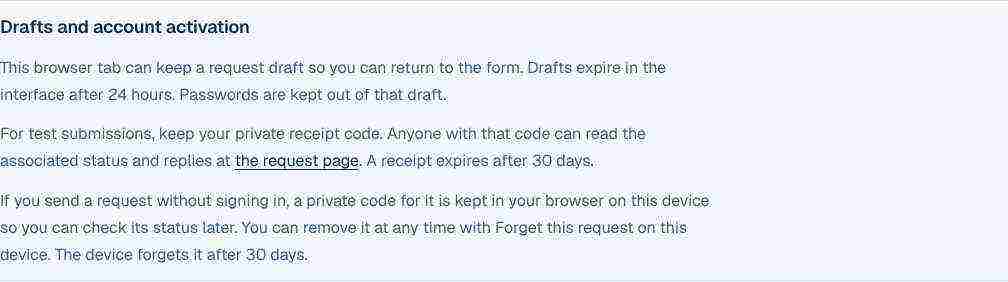 Drafts and account activation
This browser tab can keep a request draft so you can return to the form. Drafts expire in the
interface after 24 hours. Passwords are kept out of that draft.
For test submissions, keep your private receipt code. Anyone with that code can read the
associated status and replies at the request page. A receipt expires after 30 days.
If you send a request without signing in, a private code for it is kept in your browser on this device
so you can check its status later. You can remove it at any time with Forget this request on this
device. The device forgets it after 30 days.